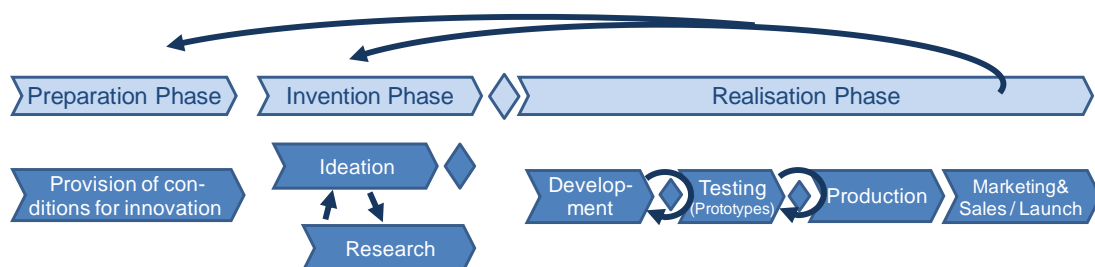 Preparation Phase
Invention Phase
Realisation Phase
Provision of con-
ditions for innovation
Ideation
Research
Develop-
ment
Testing
(Prototypes)
Production
Marketing&
Sales / Launch